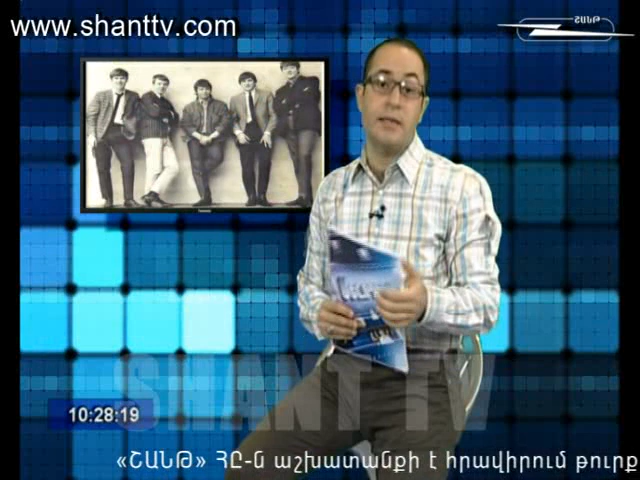 www.shanttv.com
ՇԱՆԹ
SHANT TV
10:28:19
«ՇԱՆԹ» ՀԸ-ն աշխատանքի է հրավիրում թուրք